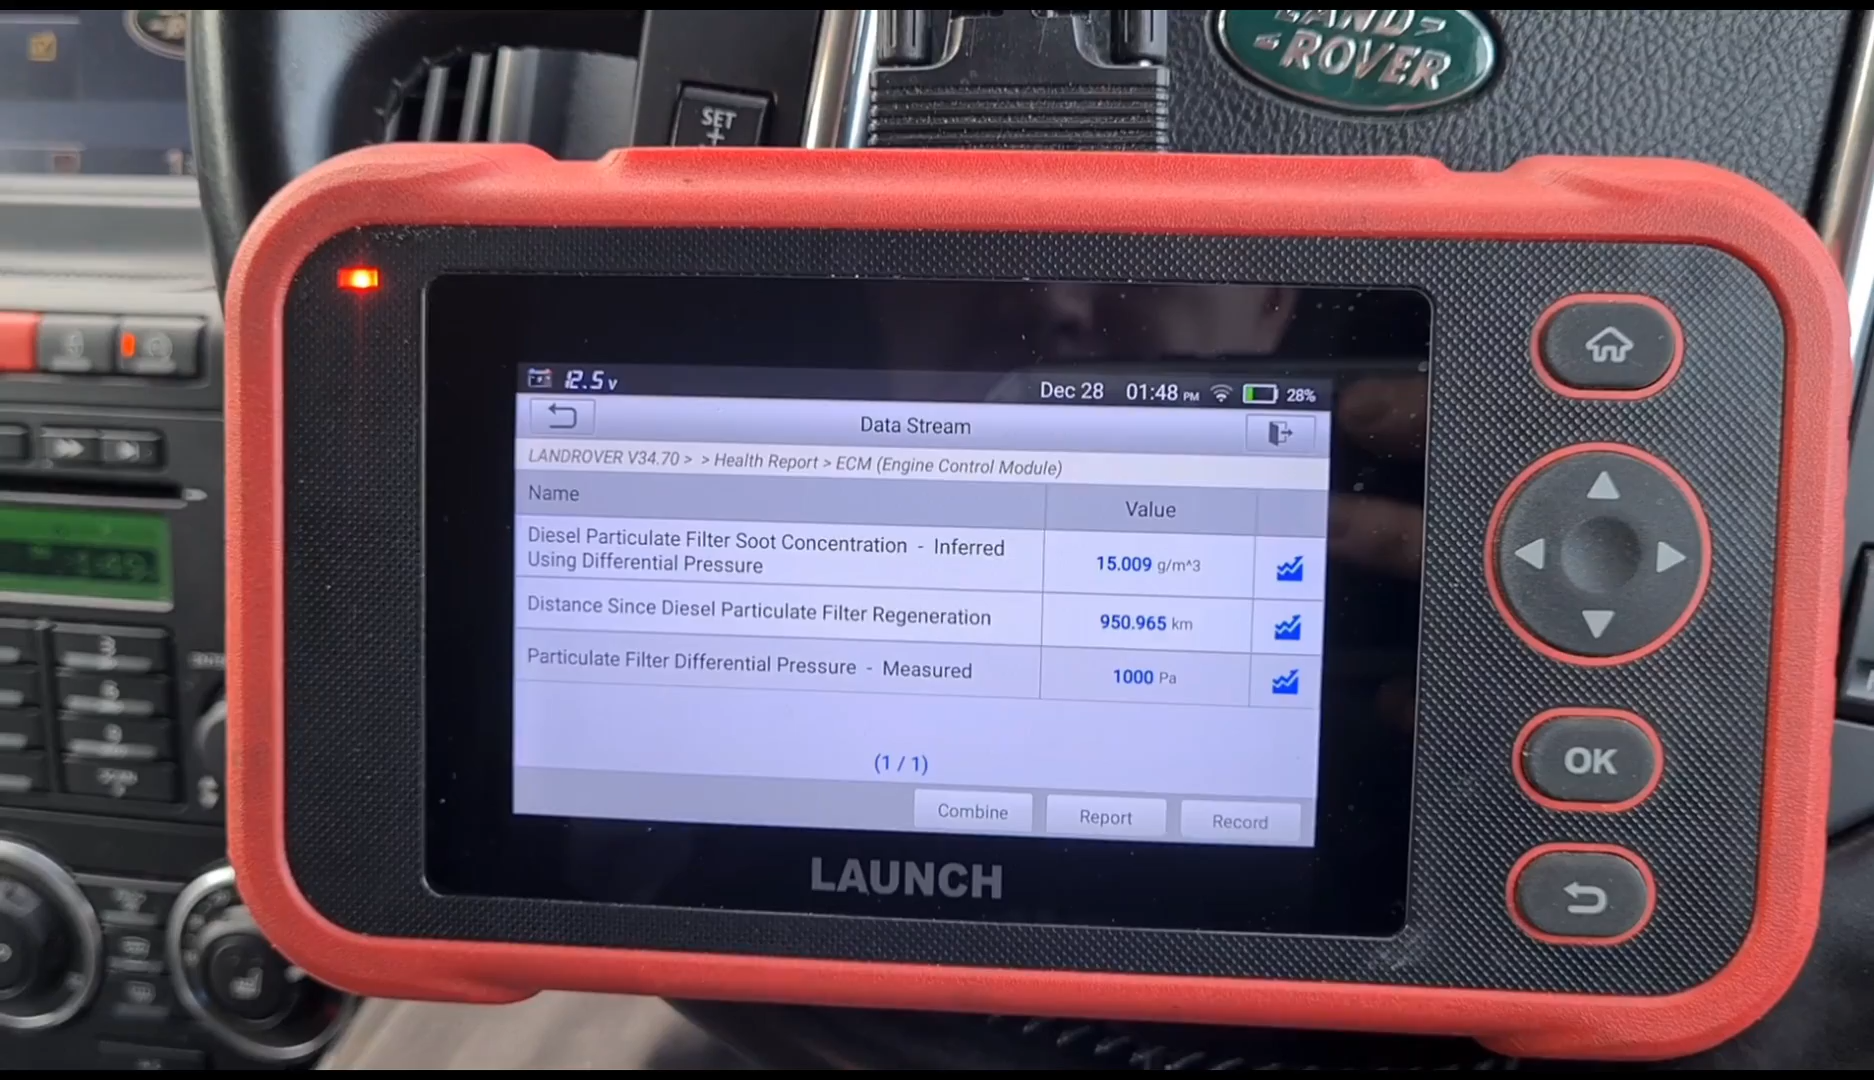 LAND
ROVER
SET
+
12.5 v
Dec 28 01:48 PM 28%
Data Stream
LANDROVER V34.70 > > Health Report > ECM (Engine Control Module)
Name Value
Diesel Particulate Filter Soot Concentration - Inferred
Using Differential Pressure 15.009 g/m^3
Distance Since Diesel Particulate Filter Regeneration 950.965 km
Particulate Filter Differential Pressure - Measured 1000 Pa
(1 / 1)
Combine Report Record
LAUNCH
OK